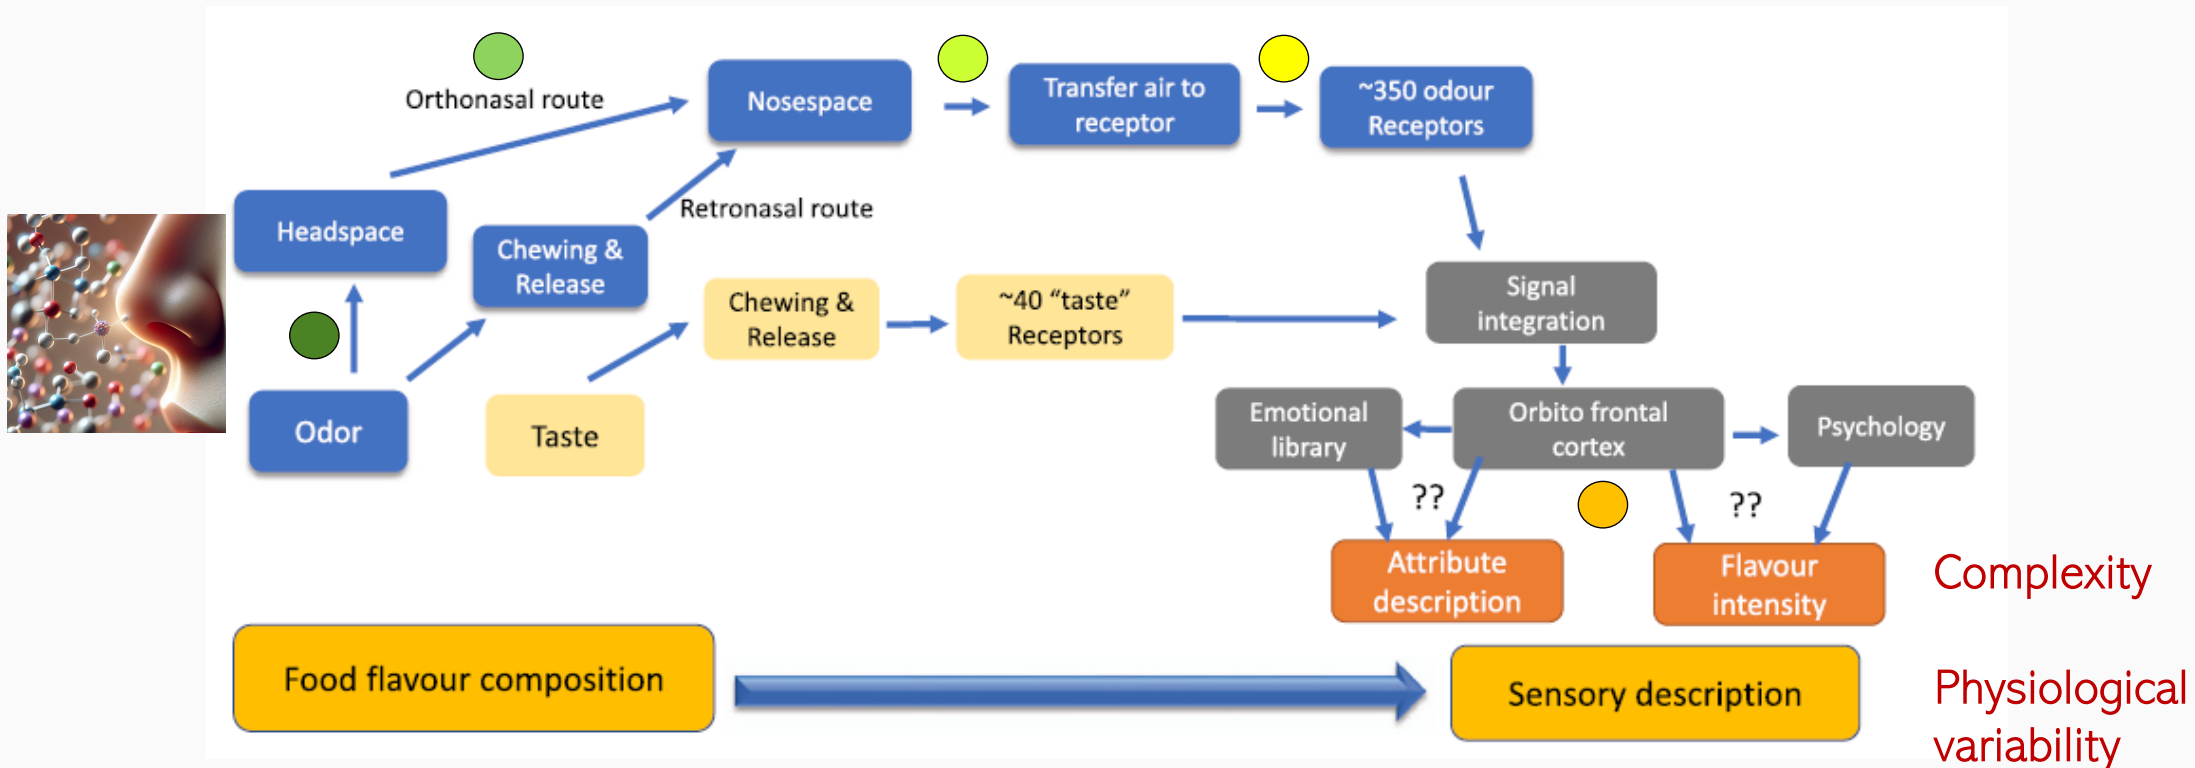 Orthonasal route
Nosespace
Transfer air to
receptor
~350 odour
Receptors
Headspace
Chewing &
Release
Retronasal route
Chewing &
Release
~40 “taste”
Receptors
Signal
integration
Odor
Taste
Emotional
library
Orbito frontal
cortex
Psychology
??
??
Attribute
description
Flavour
intensity
Complexity
Food flavour composition
Sensory description
Physiological
variability